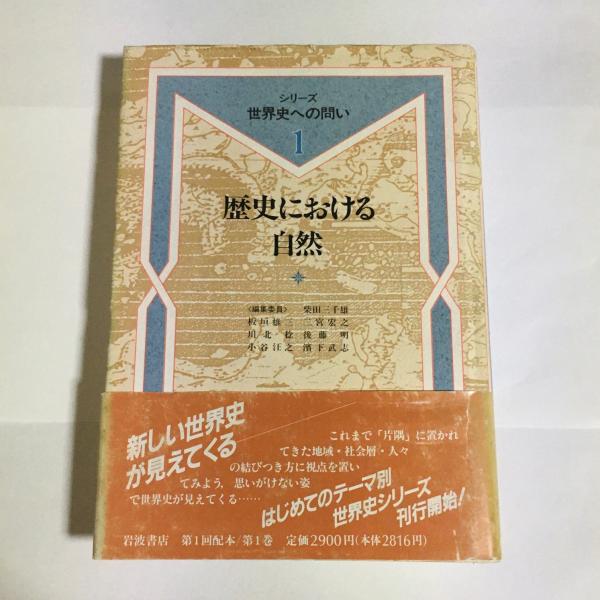 シリーズ
世界史への問い
1
歴史における
自然
〈編集委員〉 柴田三千雄
板垣雄三 二宮宏之
川北稔 後藤明
小谷汪之 濱下武志
新しい世界史
が見えてくる
これまで「片隅」に置かれ
てきた地域・社会層・人々
の結びつき方に視点を置い
てみよう。思いがけない姿
で世界史が見えてくる……
はじめてのテーマ別
世界史シリーズ
刊行開始!
岩波書店 第1回配本/第1巻 定価2900円(本体2816円)